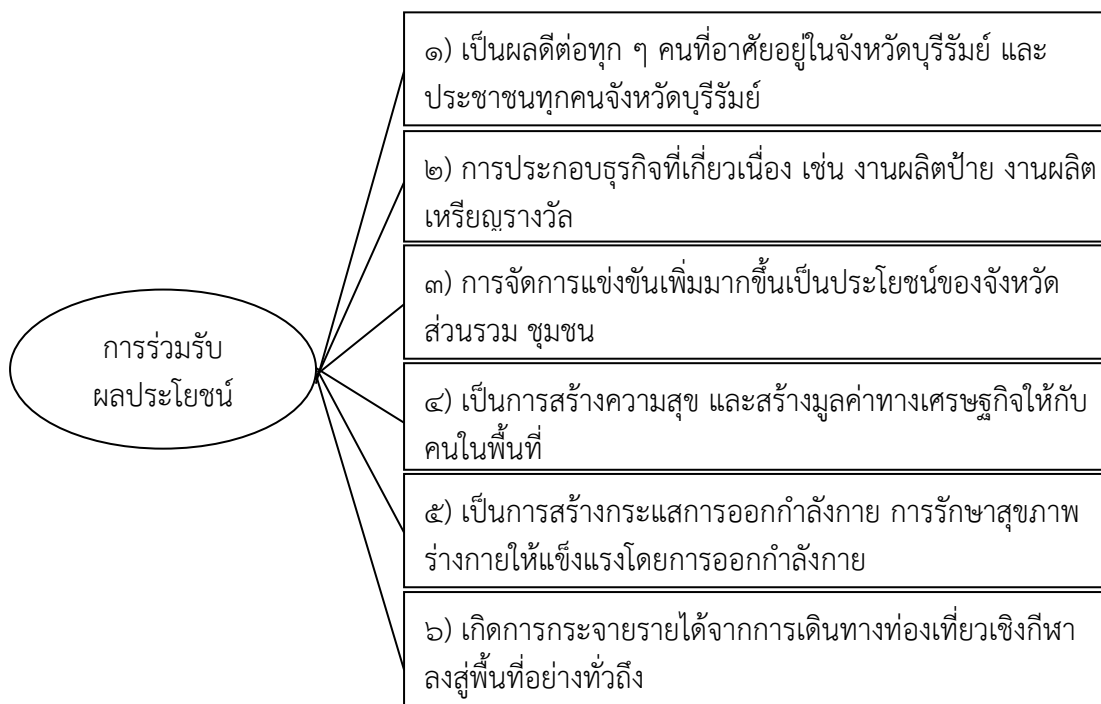 ๑) เป็นผลดีต่อทุก ๆ คนที่อาศัยอยู่ในจังหวัดบุรีรัมย์ และ
ประชาชนทุกคนจังหวัดบุรีรัมย์
๒) การประกอบธุรกิจที่เกี่ยวเนื่อง เช่น งานผลิตป้าย งานผลิต
เหรียญรางวัล
๓) การจัดการแข่งขันเพิ่มมากขึ้นเป็นประโยชน์ของจังหวัด
ส่วนรวม ชุมชน
การร่วมรับ
ผลประโยชน์
๔) เป็นการสร้างความสุข และสร้างมูลค่าทางเศรษฐกิจให้กับ
คนในพื้นที่
๕) เป็นการสร้างกระแสการออกกำลังกาย การรักษาสุขภาพ
ร่างกายให้แข็งแรงโดยการออกกำลังกาย
๖) เกิดการกระจายรายได้จากการเดินทางท่องเที่ยวเชิงกีฬา
ลงสู่พื้นที่อย่างทั่วถึง